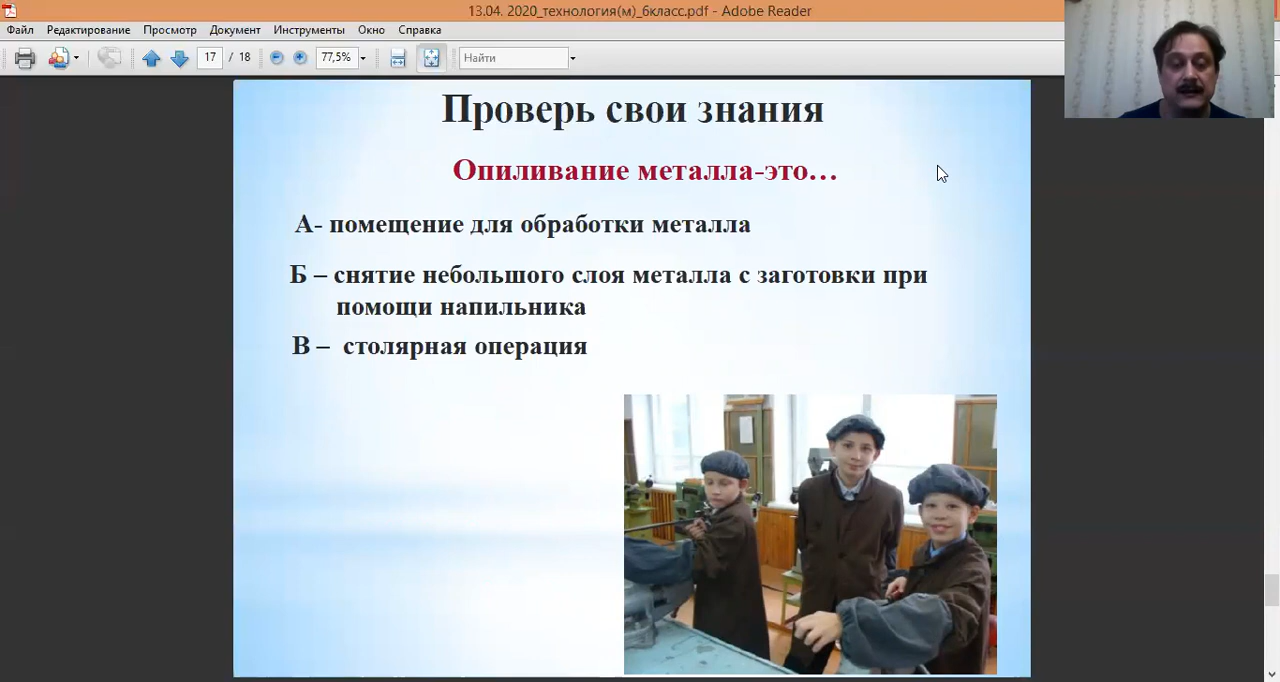 13.04. 2020_технология(м)_6класс.pdf - Adobe Reader
Файл Редактирование Просмотр Документ Инструменты Окно Справка
17 / 18 77,5% Найти
Проверь свои знания
Опиливание металла-это…
А- помещение для обработки металла
Б – снятие небольшого слоя металла с заготовки при
помощи напильника
В – столярная операция